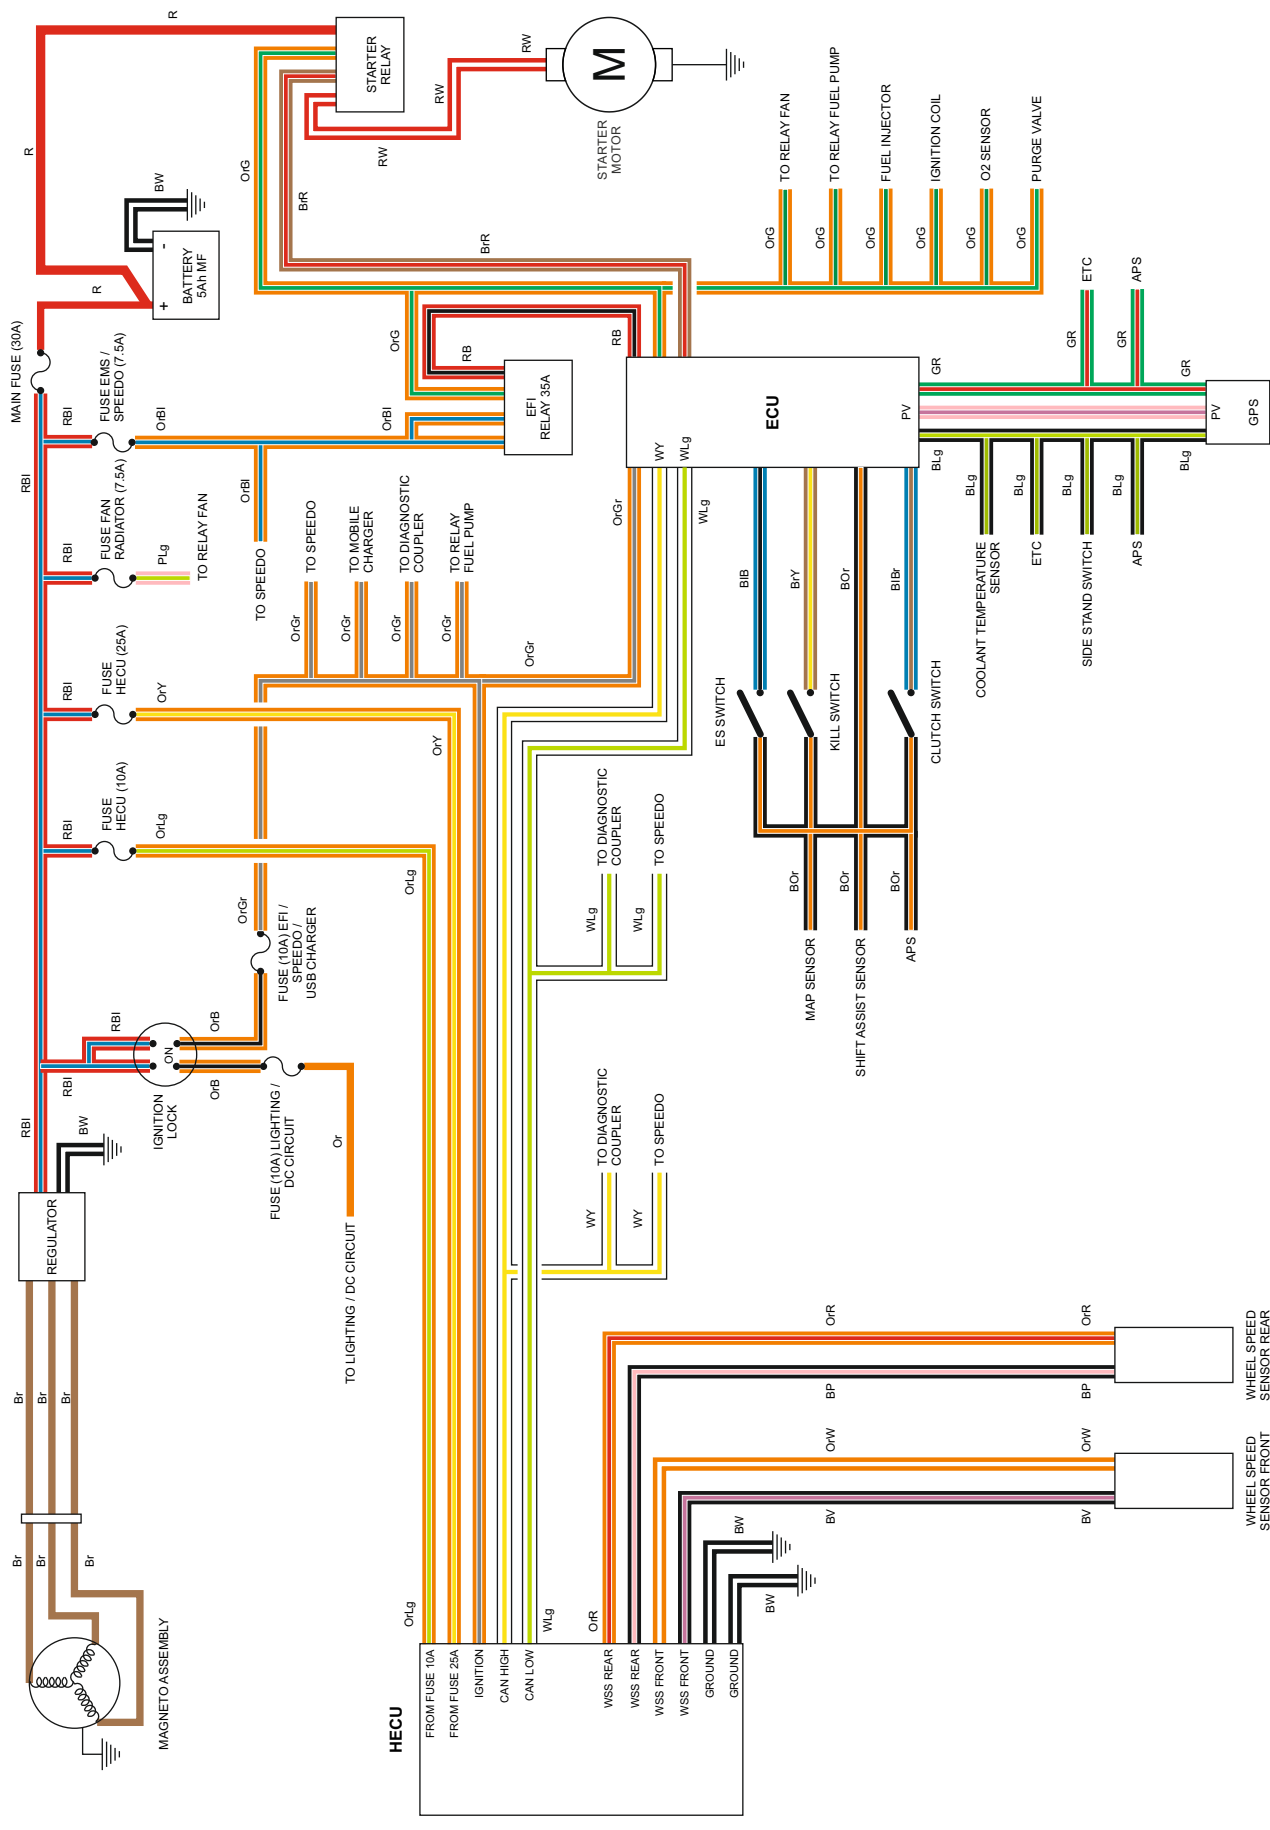 MAGNETO ASSEMBLY
Br
Br
Br
Br
Br
Br
REGULATOR
BW
RBl
RBl
RBl
IGNITION
LOCK
ON
OrB
OrB
FUSE (10A) LIGHTING /
DC CIRCUIT
Or
TO LIGHTING / DC CIRCUIT
FUSE (10A) EFI /
SPEEDO /
USB CHARGER
OrGr
RBl
FUSE
HECU (10A)
OrLg
OrLg
OrLg
RBl
FUSE
HECU (25A)
OrY
OrY
RBl
FUSE FAN
RADIATOR (7.5A)
PLg
TO RELAY FAN
RBl
RBl
FUSE EMS /
SPEEDO (7.5A)
OrBl
OrBl
OrBl
TO SPEEDO
MAIN FUSE (30A)
R
R
R
+
-
BATTERY
5Ah MF
BW
STARTER
RELAY
OrG
BrR
BrR
RW
RW
RW
M
STARTER
MOTOR
OrG
RB
RB
EFI
RELAY 35A
TO SPEEDO
TO MOBILE
CHARGER
TO DIAGNOSTIC
COUPLER
TO RELAY
FUEL PUMP
OrGr
OrGr
OrGr
OrGr
OrGr
OrGr
WY
WLg
WLg
ECU
TO RELAY FAN
TO RELAY FUEL PUMP
FUEL INJECTOR
IGNITION COIL
O2 SENSOR
PURGE VALVE
OrG
OrG
OrG
OrG
OrG
OrG
GR
PV
BLg
GR
ETC
GR
APS
GR
PV
GPS
BLg
BLg
BLg
BLg
BLg
COOLANT TEMPERATURE
SENSOR
ETC
SIDE STAND SWITCH
APS
BlB
BrY
BOr
BlBr
ES SWITCH
KILL SWITCH
CLUTCH SWITCH
BOr
BOr
BOr
MAP SENSOR
SHIFT ASSIST SENSOR
APS
TO DIAGNOSTIC
COUPLER
TO SPEEDO
WLg
WLg
TO DIAGNOSTIC
COUPLER
TO SPEEDO
WY
WY
WLg
HECU
FROM FUSE 10A
FROM FUSE 25A
IGNITION
CAN HIGH
CAN LOW
WSS REAR
WSS REAR
WSS FRONT
WSS FRONT
GROUND
GROUND
OrR
BW
BW
OrR
BP
OrW
BV
OrR
BP
OrW
BV
WHEEL SPEED
SENSOR REAR
WHEEL SPEED
SENSOR FRONT